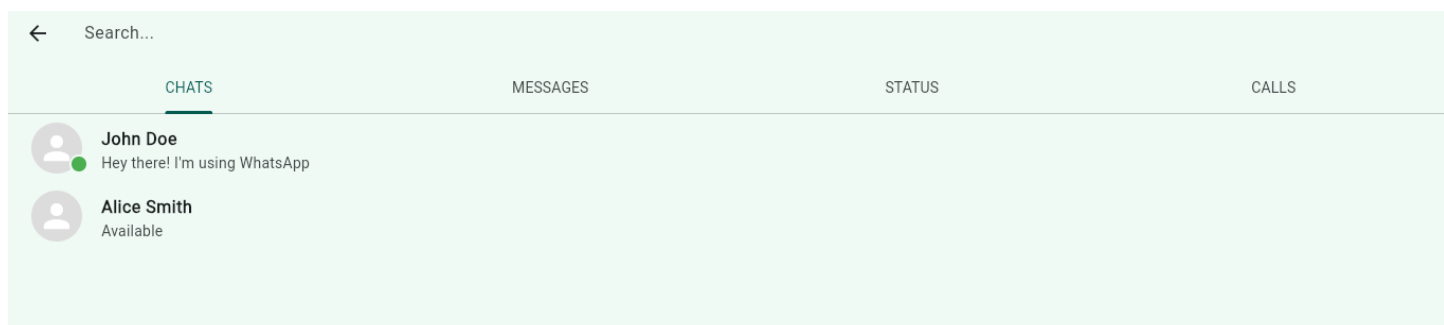 Search...
CHATS MESSAGES STATUS CALLS
John Doe
Hey there! I'm using WhatsApp
Alice Smith
Available